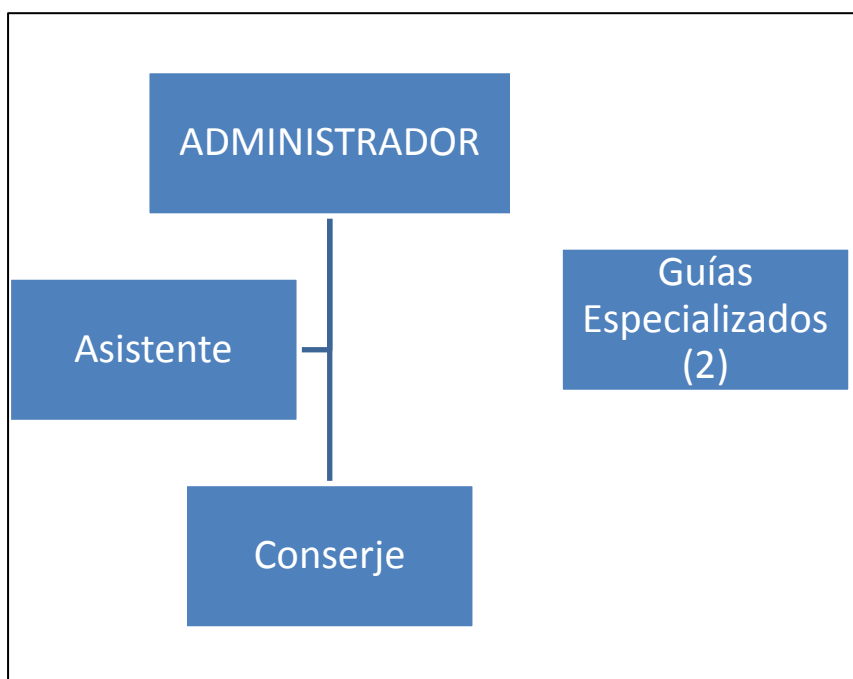 ADMINISTRADOR
Guías
Especializados
(2)
Asistente
Conserje